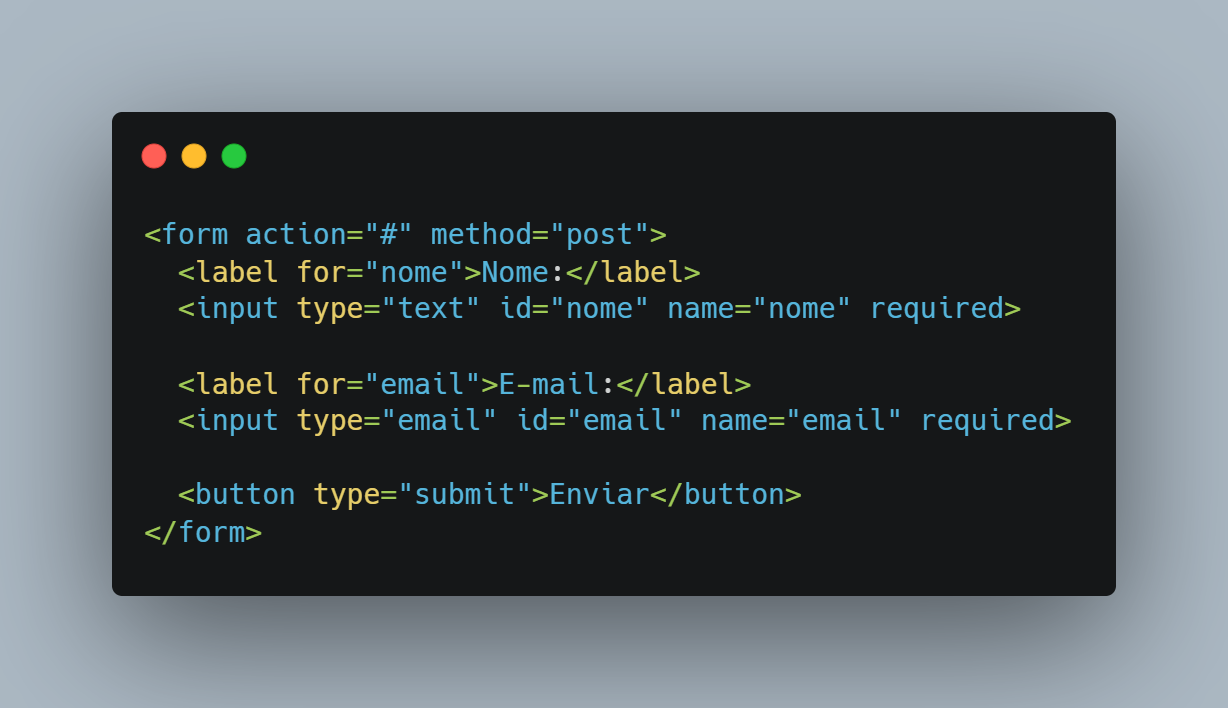 <form action="#" method="post">
  <label for="nome">Nome:</label>
  <input type="text" id="nome" name="nome" required>

  <label for="email">E-mail:</label>
  <input type="email" id="email" name="email" required>

  <button type="submit">Enviar</button>
</form>